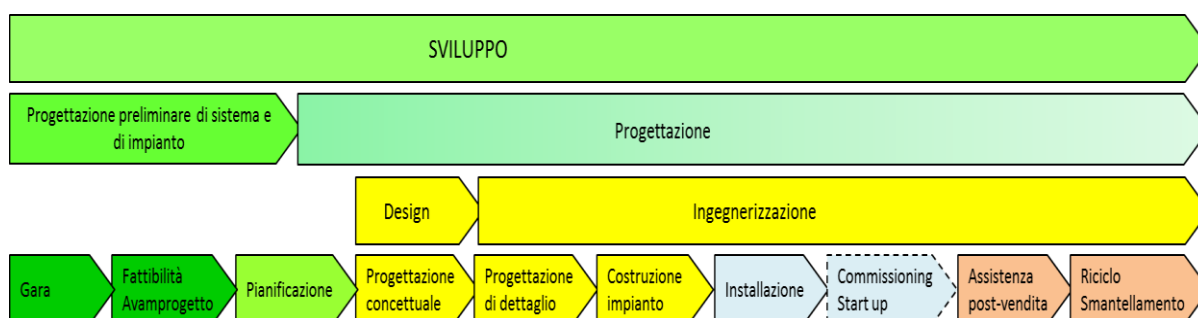 SVILUPPO
Progettazione preliminare di sistema e
di impianto
Progettazione
Design
Ingegnerizzazione
Gara
Fattibilità
Avamprogetto
Pianificazione
Progettazione
concettuale
Progettazione
di dettaglio
Costruzione
impianto
Installazione
Commissioning
Start up
Assistenza
post-vendita
Riciclo
Smantellamento